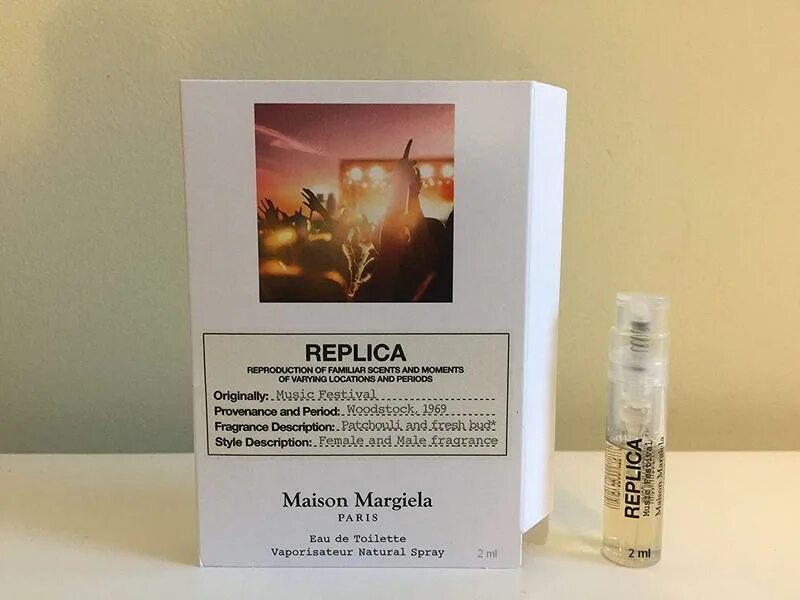 REPLICA
REPRODUCTION OF FAMILIAR SCENTS AND MOMENTS
OF VARYING LOCATIONS AND PERIODS
Originally: Music Festival
Provenance and Period: Woodstock, 1969
Fragrance Description: Patchouli and fresh bud*
Style Description: Female and Male fragrance
Maison Margiela
PARIS
Eau de Toilette
Vaporisateur Natural Spray
2 ml
REPLICA
Music Festival
Maison Margiela
2 ml